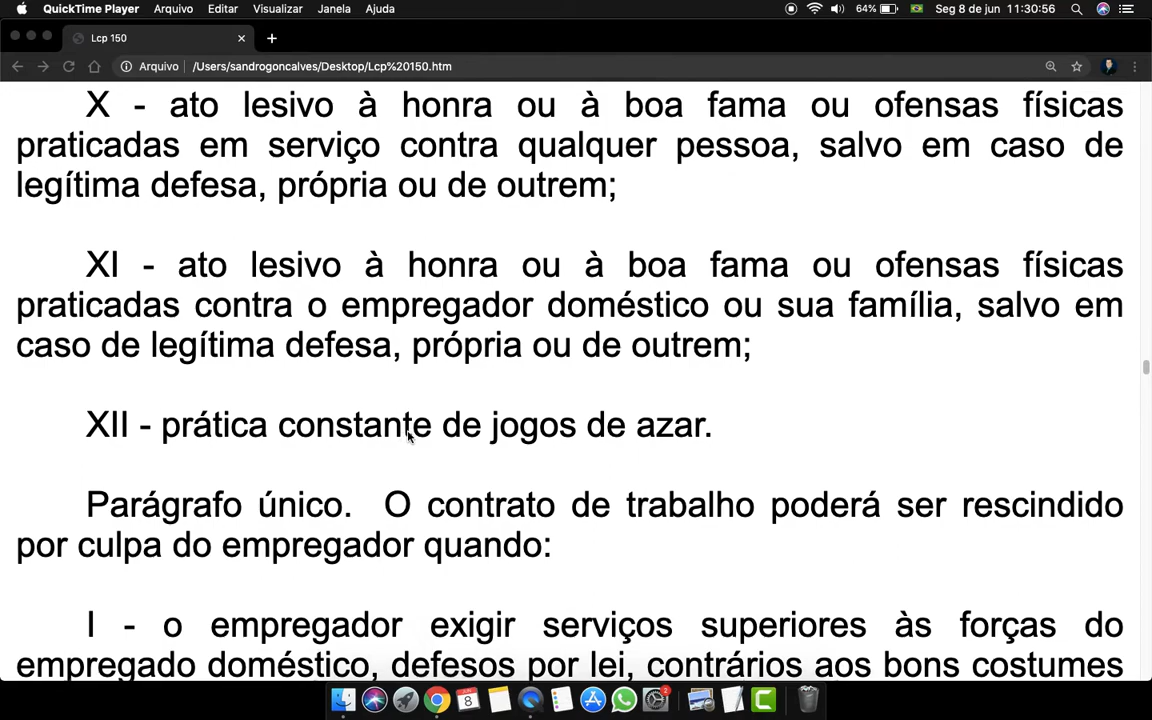 QuickTime Player Arquivo Editar Visualizar Janela Ajuda 64% Seg 8 de jun 11:30:56
Lcp 150
Arquivo /Users/sandrogoncalves/Desktop/Lcp%20150.htm
X - ato lesivo à honra ou à boa fama ou ofensas físicas
praticadas em serviço contra qualquer pessoa, salvo em caso de
legítima defesa, própria ou de outrem;
XI - ato lesivo à honra ou à boa fama ou ofensas físicas
praticadas contra o empregador doméstico ou sua família, salvo em
caso de legítima defesa, própria ou de outrem;
XII - prática constante de jogos de azar.
Parágrafo único. O contrato de trabalho poderá ser rescindido
por culpa do empregador quando:
I - o empregador exigir serviços superiores às forças do
empregado doméstico, defesos por lei, contrários aos bons costumes
8
2